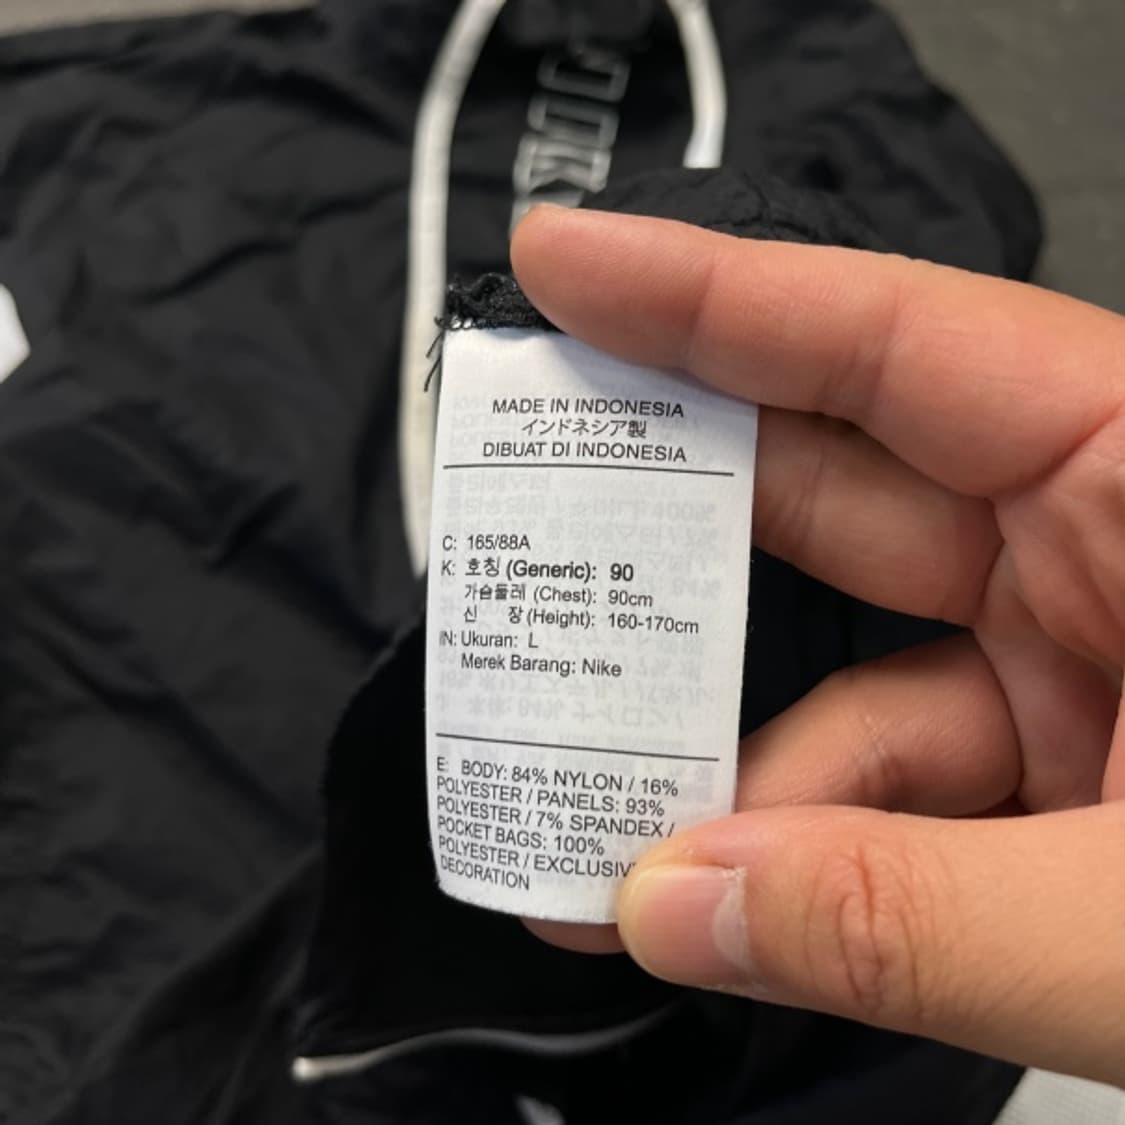 MADE IN INDONESIA
インドネシア製
DIBUAT DI INDONESIA
C: 165/88A
K: 호칭 (Generic): 90
가슴둘레 (Chest): 90cm
신 장 (Height): 160-170cm
IN: Ukuran: L
Merek Barang: Nike
E: BODY: 84% NYLON / 16%
POLYESTER / PANELS: 93%
POLYESTER / 7% SPANDEX /
POCKET BAGS: 100%
POLYESTER /
DECORATION